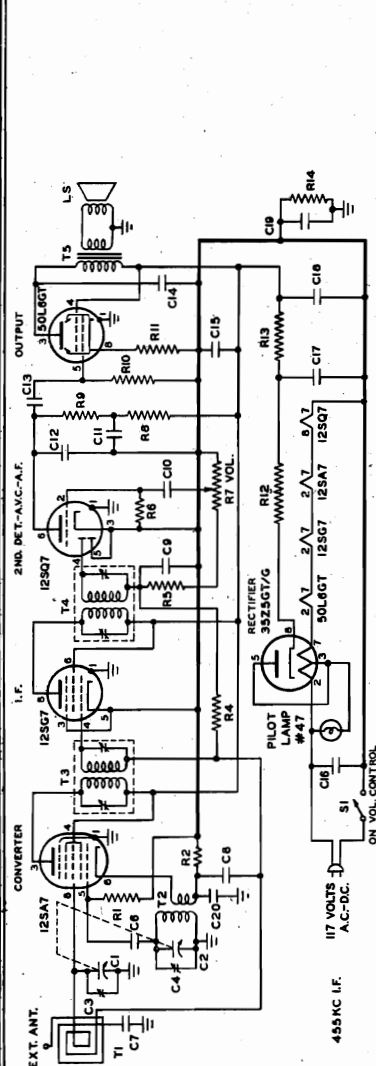 CONVERTER
I.F.
2ND. DET.-A.V.C.-A.F.
OUTPUT
EXT. ANT.
12SA7
12SG7
12SQ7
50L6GT
LS
T1
T2
T3
T4
T5
C1
C2
C3
C4
C6
C7
C8
C9
C10
C11
C12
C13
C14
C15
C20
R1
R2
R4
R5
R6
R7 VOL.
R8
R9
R10
R11
C19
R14
RECTIFIER
35Z5GT/G
R12
R13
C17
C18
PILOT
LAMP
#47
50L6GT
12SG7
12SA7
12SQ7
C16
S1
ON VOL. CONTROL
117 VOLTS
A.C.-D.C.
455 KC I.F.